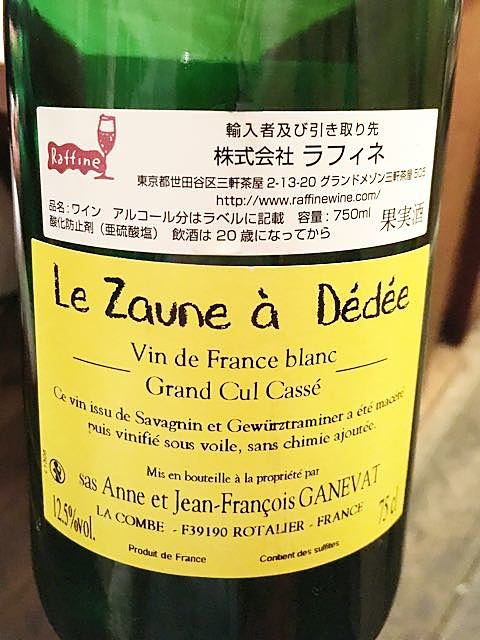 Raffine
輸入者及び引き取り先
株式会社 ラフィネ
東京都世田谷区三軒茶屋 2-13-20 グランドメゾン三軒茶屋 505
http://www.raffinewine.com/
品名:ワイン アルコール分はラベルに記載 容量:750ml
酸化防止剤(亜硫酸塩) 飲酒は20歳になってから
果実酒
Le Zaune à Dédée
Vin de France blanc
Grand Cul Cassé
Ce vin issu de Savagnin et Gewürztraminer a été macéré
puis vinifié sous voile, sans chimie ajoutée.
Mis en bouteille à la propriété par
sas Anne et Jean-François GANEVAT
LA COMBE - F39190 ROTALIER - FRANCE
12.5%vol.
75 cl
Produit de France
Contient des sulfites